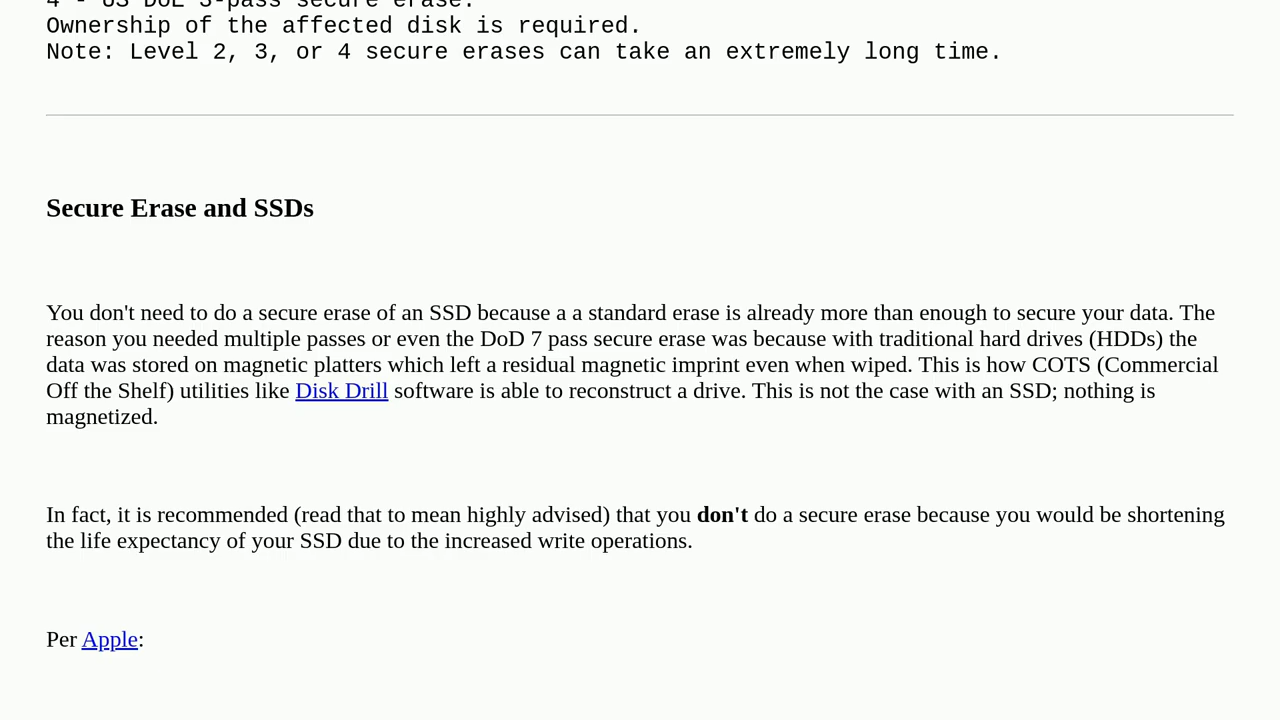 4 - US DoE 3-pass secure erase.
Ownership of the affected disk is required.
Note: Level 2, 3, or 4 secure erases can take an extremely long time.
Secure Erase and SSDs
You don't need to do a secure erase of an SSD because a a standard erase is already more than enough to secure your data. The
reason you needed multiple passes or even the DoD 7 pass secure erase was because with traditional hard drives (HDDs) the
data was stored on magnetic platters which left a residual magnetic imprint even when wiped. This is how COTS (Commercial
Off the Shelf) utilities like Disk Drill software is able to reconstruct a drive. This is not the case with an SSD; nothing is
magnetized.
In fact, it is recommended (read that to mean highly advised) that you don't do a secure erase because you would be shortening
the life expectancy of your SSD due to the increased write operations.
Per Apple: